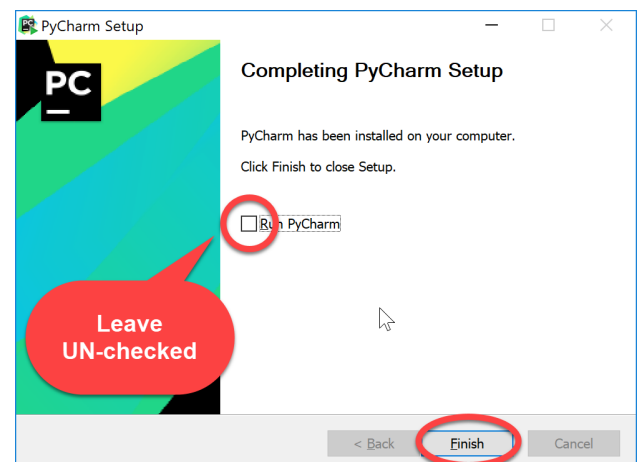 PC PyCharm Setup
PC
Completing PyCharm Setup
PyCharm has been installed on your computer.
Click Finish to close Setup.
Run PyCharm
Leave
UN-checked
< Back Finish Cancel